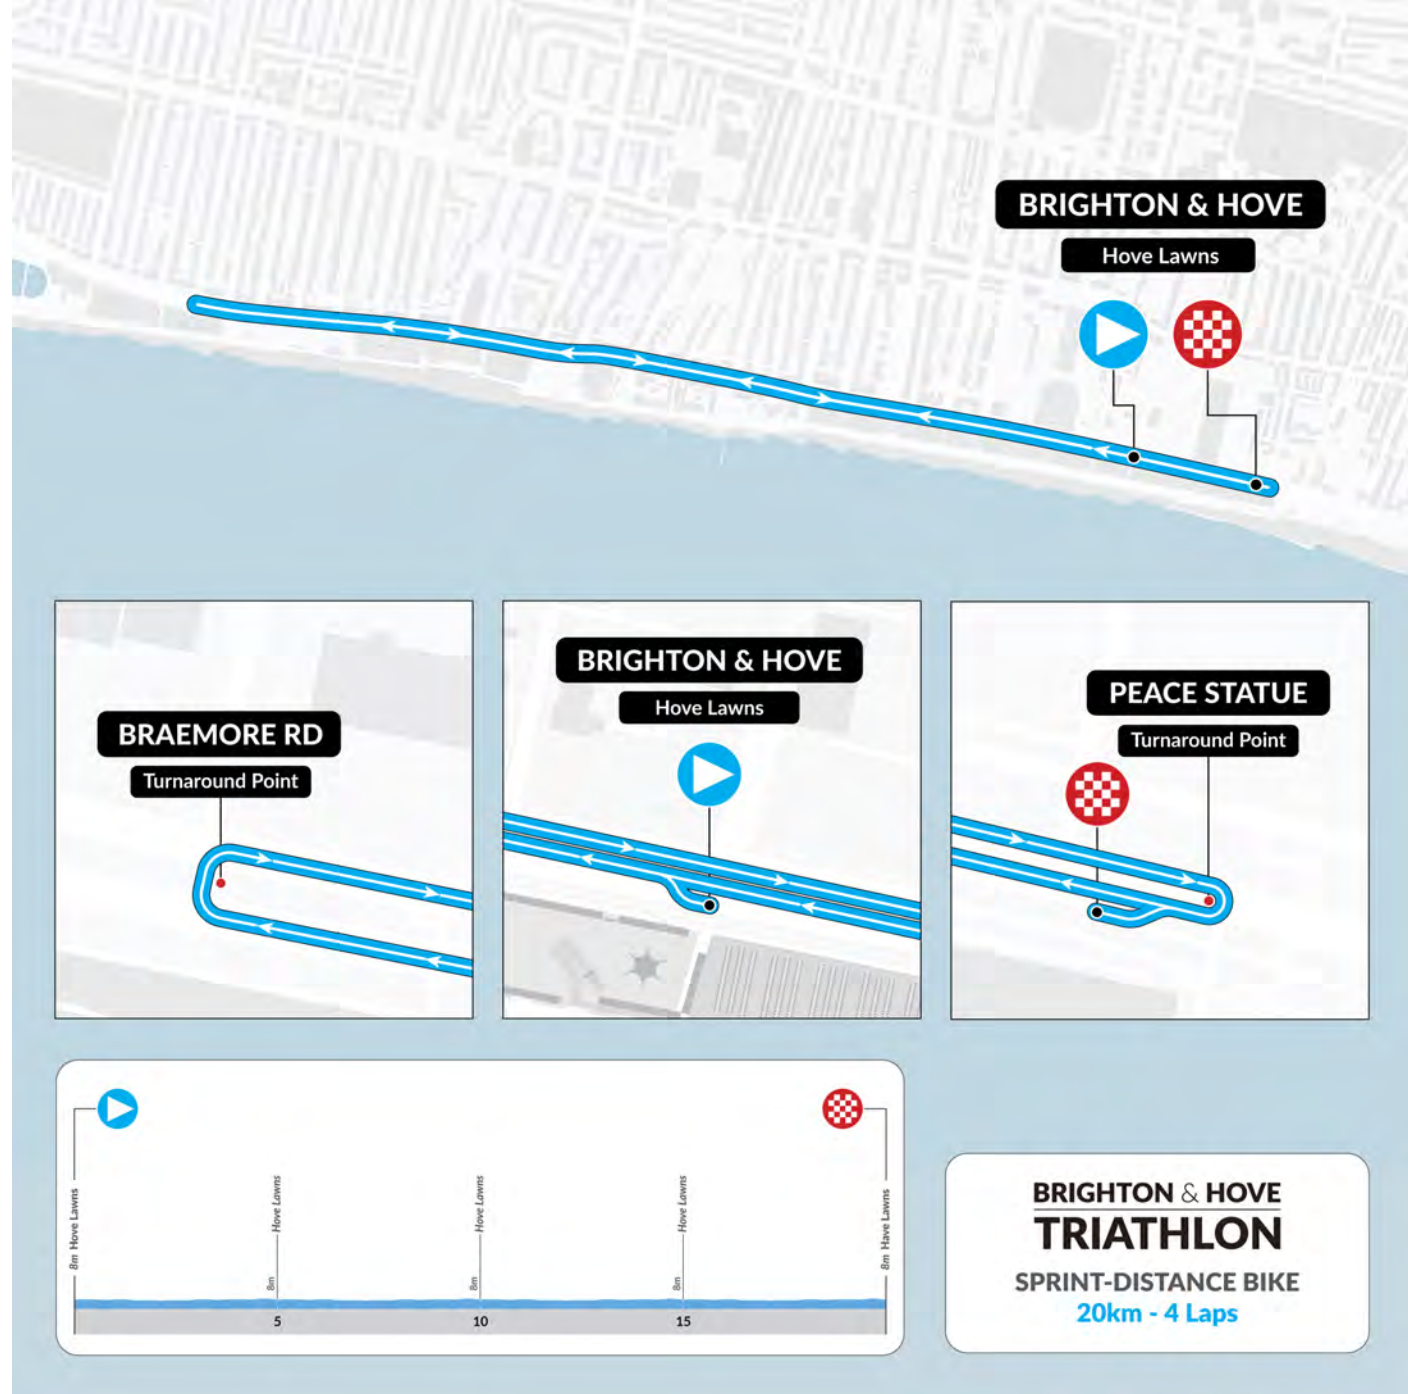 BRIGHTON & HOVE
Hove Lawns
BRAEMORE RD
Turnaround Point
BRIGHTON & HOVE
Hove Lawns
PEACE STATUE
Turnaround Point
8m Hove Lawns
8m
Hove Lawns
8m
Hove Lawns
8m
Hove Lawns
8m Have Lawns
5
10
15
BRIGHTON & HOVE
TRIATHLON
SPRINT-DISTANCE BIKE
20km - 4 Laps